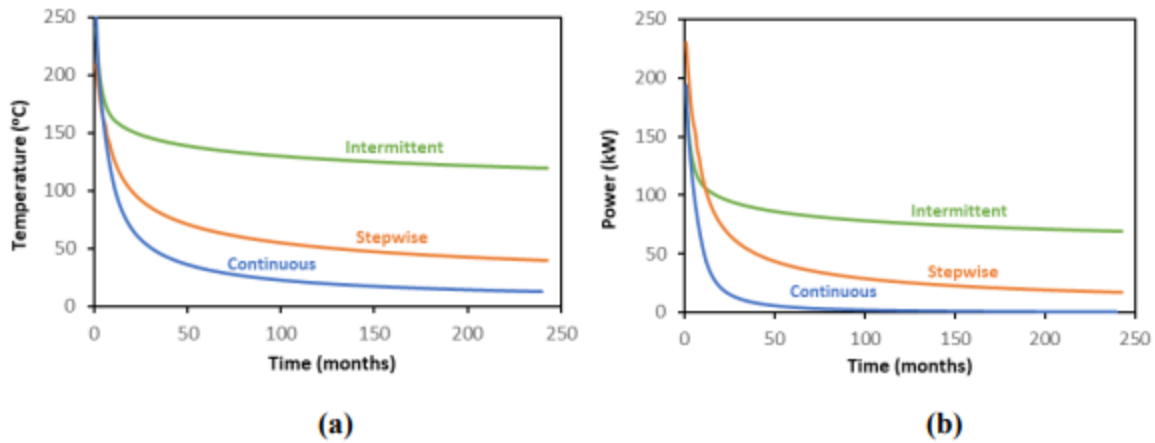 250
200
150
100
50
0
Temperature (ºC)
Intermittent
Stepwise
Continuous
0 50 100 150 200 250
Time (months)
(a)
250
200
150
100
50
0
Power (kW)
Intermittent
Stepwise
Continuous
0 50 100 150 200 250
Time (months)
(b)